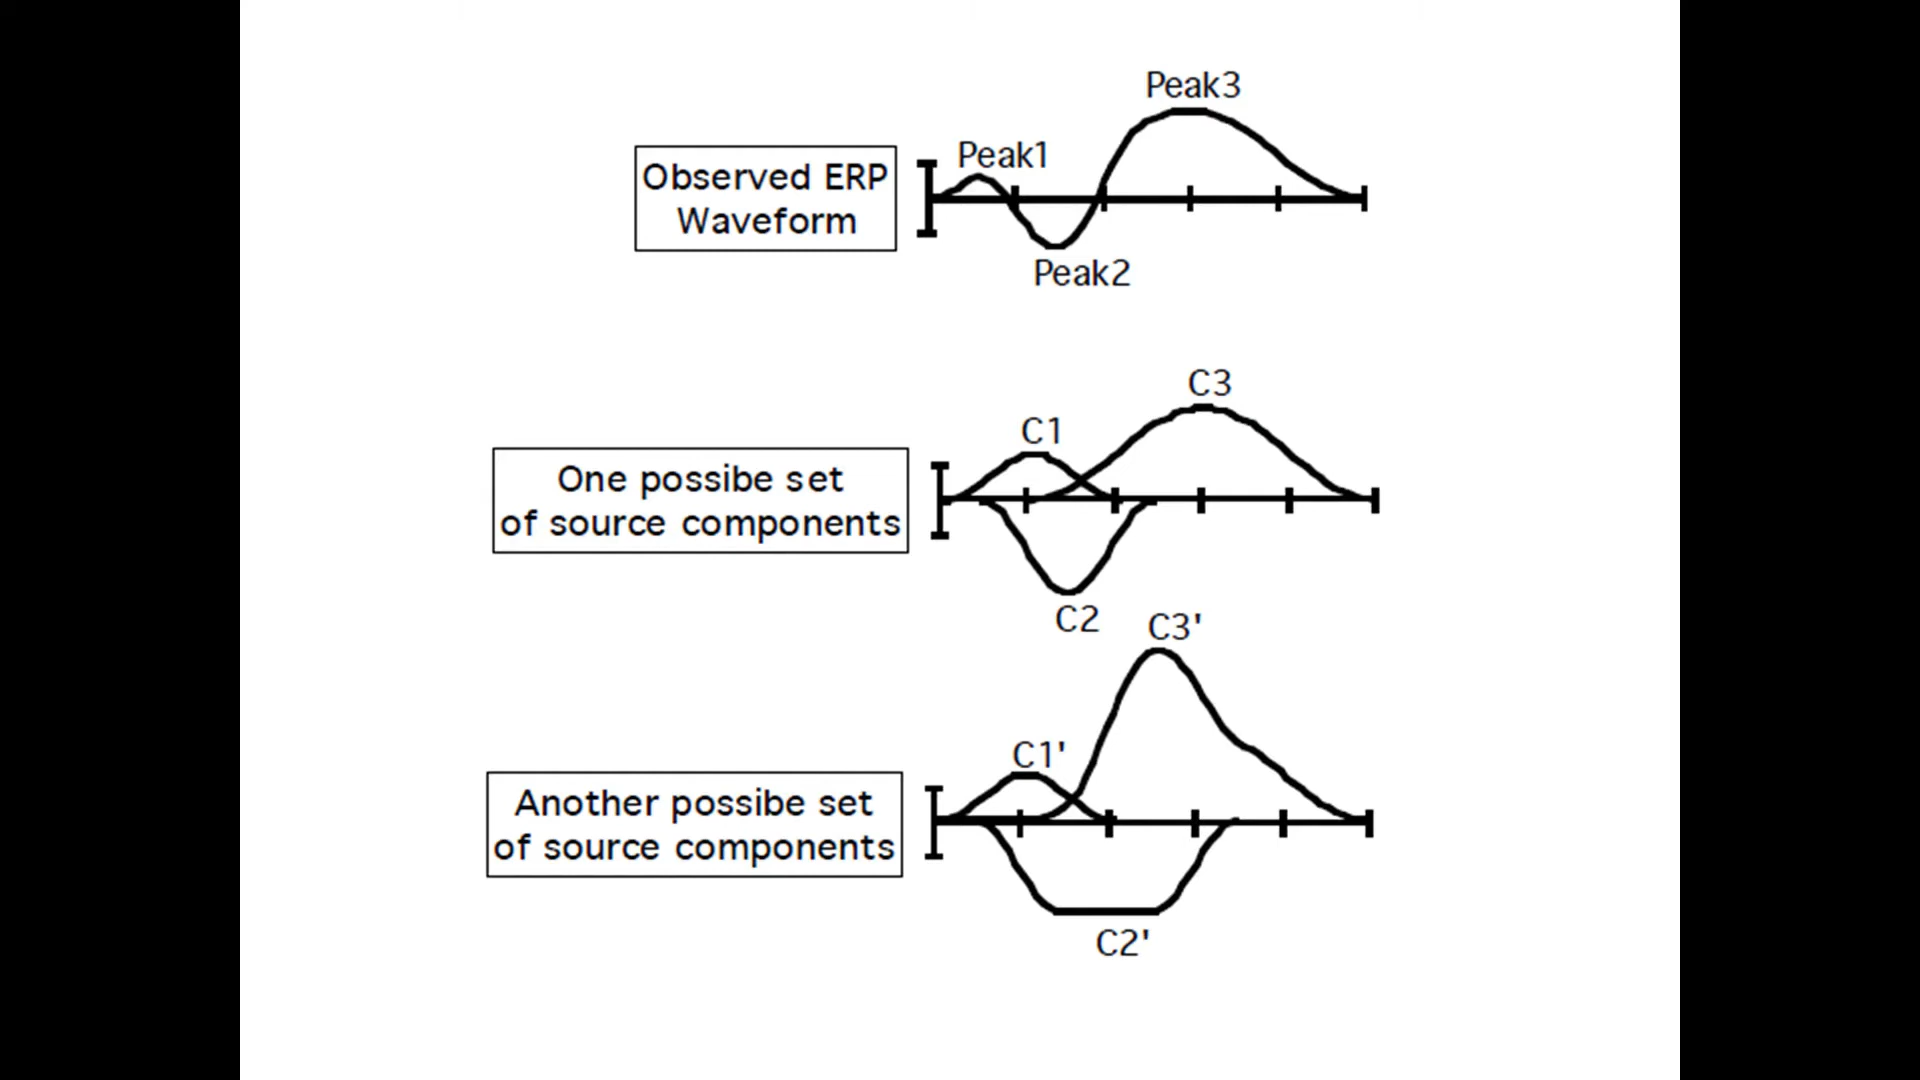 Peak3
Peak1
Observed ERP
Waveform
Peak2
C3
C1
One possibe set
of source components
C2
C3'
C1'
Another possibe set
of source components
C2'